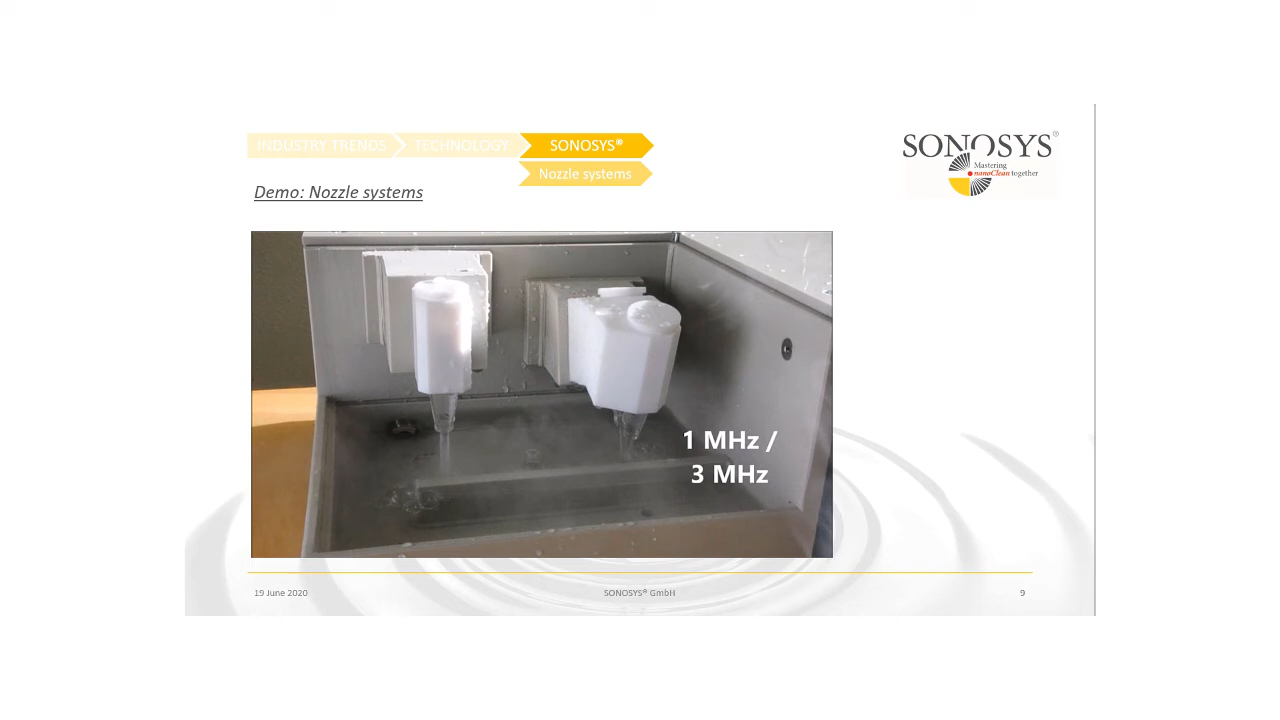 INDUSTRY TRENDS
TECHNOLOGY
SONOSYS®
Nozzle systems
SONOSYS®
Mastering
nanoClean together
Demo: Nozzle systems
1 MHz /
3 MHz
19 June 2020
SONOSYS® GmbH
9